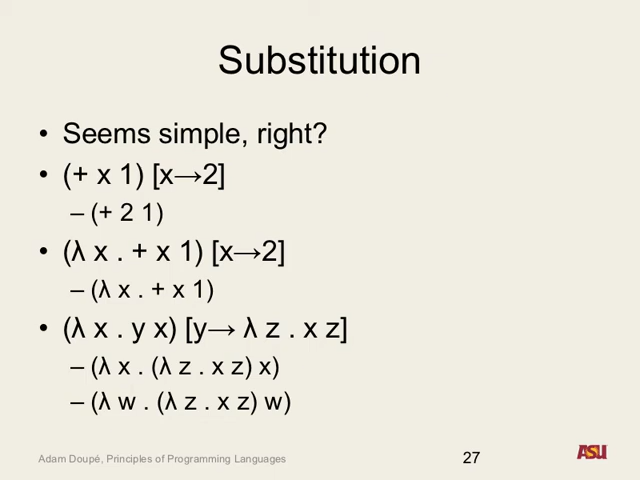 Substitution
• Seems simple, right?
• (+ x 1) [x→2]
– (+ 2 1)
• (λ x . + x 1) [x→2]
– (λ x . + x 1)
• (λ x . y x) [y→ λ z . x z]
– (λ x . (λ z . x z) x)
– (λ w . (λ z . x z) w)
Adam Doupé, Principles of Programming Languages
27
ASU